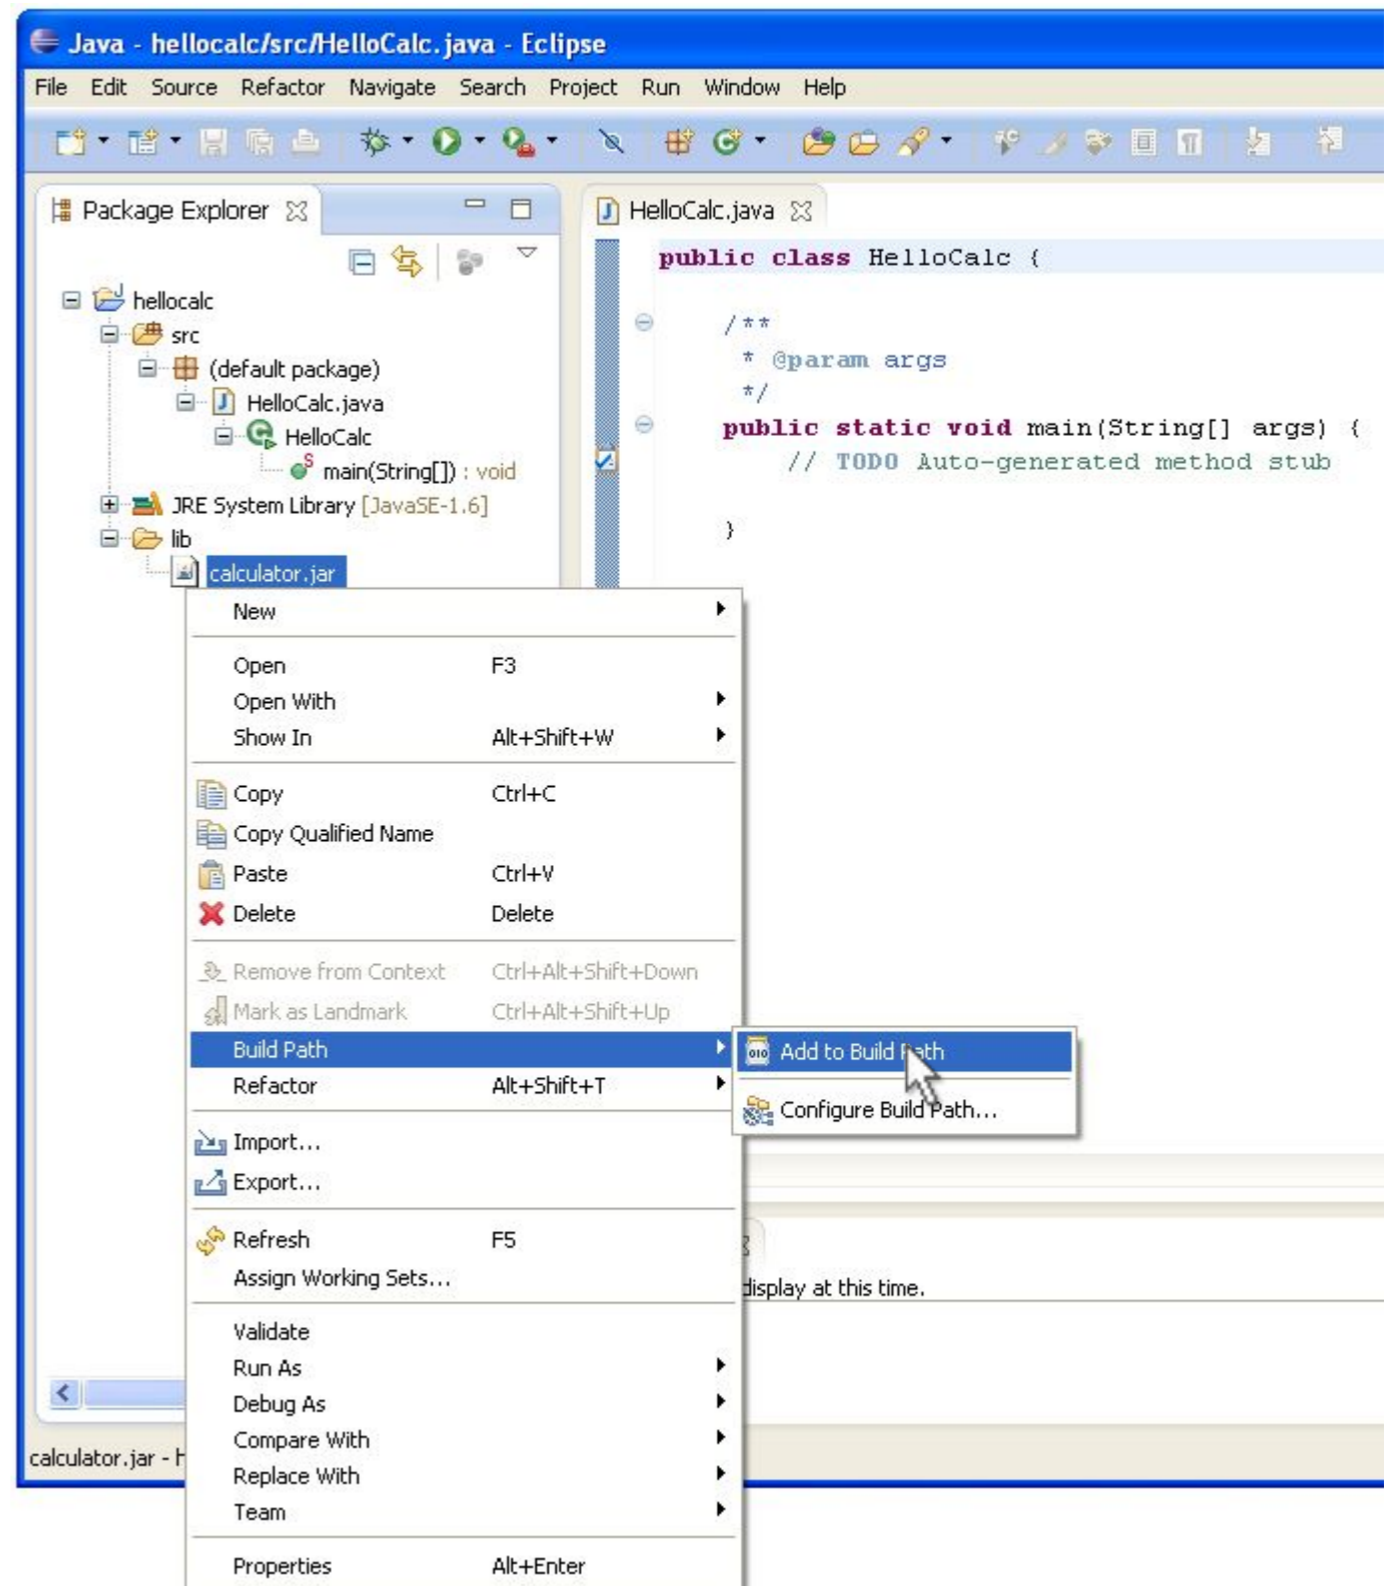 Java - hellocalc/src/HelloCalc.java - Eclipse
File Edit Source Refactor Navigate Search Project Run Window Help
Package Explorer
hellocalc
src
(default package)
HelloCalc.java
HelloCalc
main(String[]) : void
JRE System Library [JavaSE-1.6]
lib
calculator.jar
HelloCalc.java
public class HelloCalc {
/**
* @param args
*/
public static void main(String[] args) {
// TODO Auto-generated method stub
}
New
Open F3
Open With
Show In Alt+Shift+W
Copy Ctrl+C
Copy Qualified Name
Paste Ctrl+V
Delete Delete
Remove from Context Ctrl+Alt+Shift+Down
Mark as Landmark Ctrl+Alt+Shift+Up
Build Path
Refactor Alt+Shift+T
Import...
Export...
Refresh F5
Assign Working Sets...
Validate
Run As
Debug As
Compare With
Replace With
Team
Properties Alt+Enter
Add to Build Path
Configure Build Path...
display at this time.
calculator.jar - h